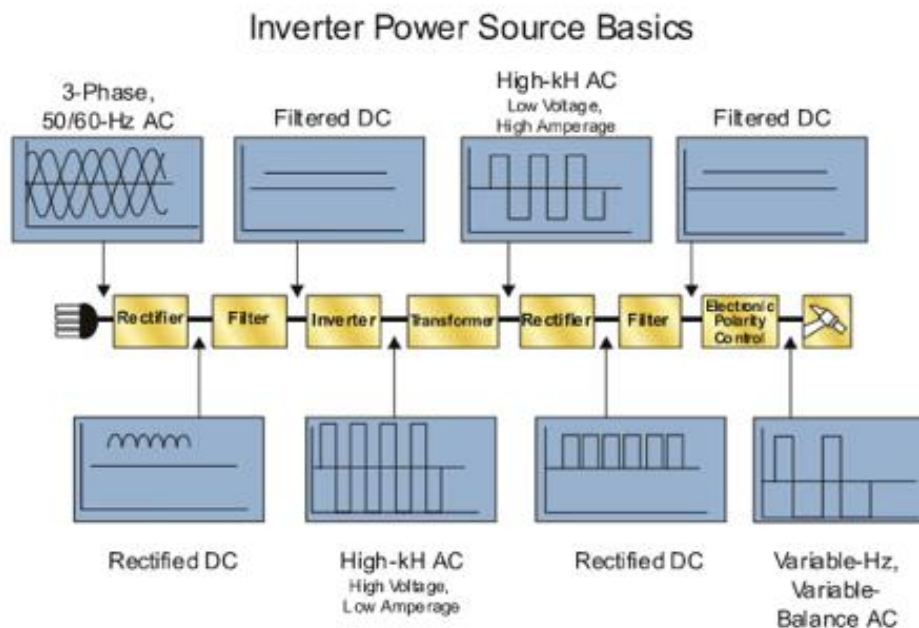 Inverter Power Source Basics
3-Phase,
50/60-Hz AC
Filtered DC
High-kH AC
Low Voltage,
High Amperage
Filtered DC
Rectifier
Filter
Inverter
Transformer
Rectifier
Filter
Electronic
Polarity
Control
Rectified DC
High-kH AC
High Voltage,
Low Amperage
Rectified DC
Variable-Hz,
Variable-
Balance AC